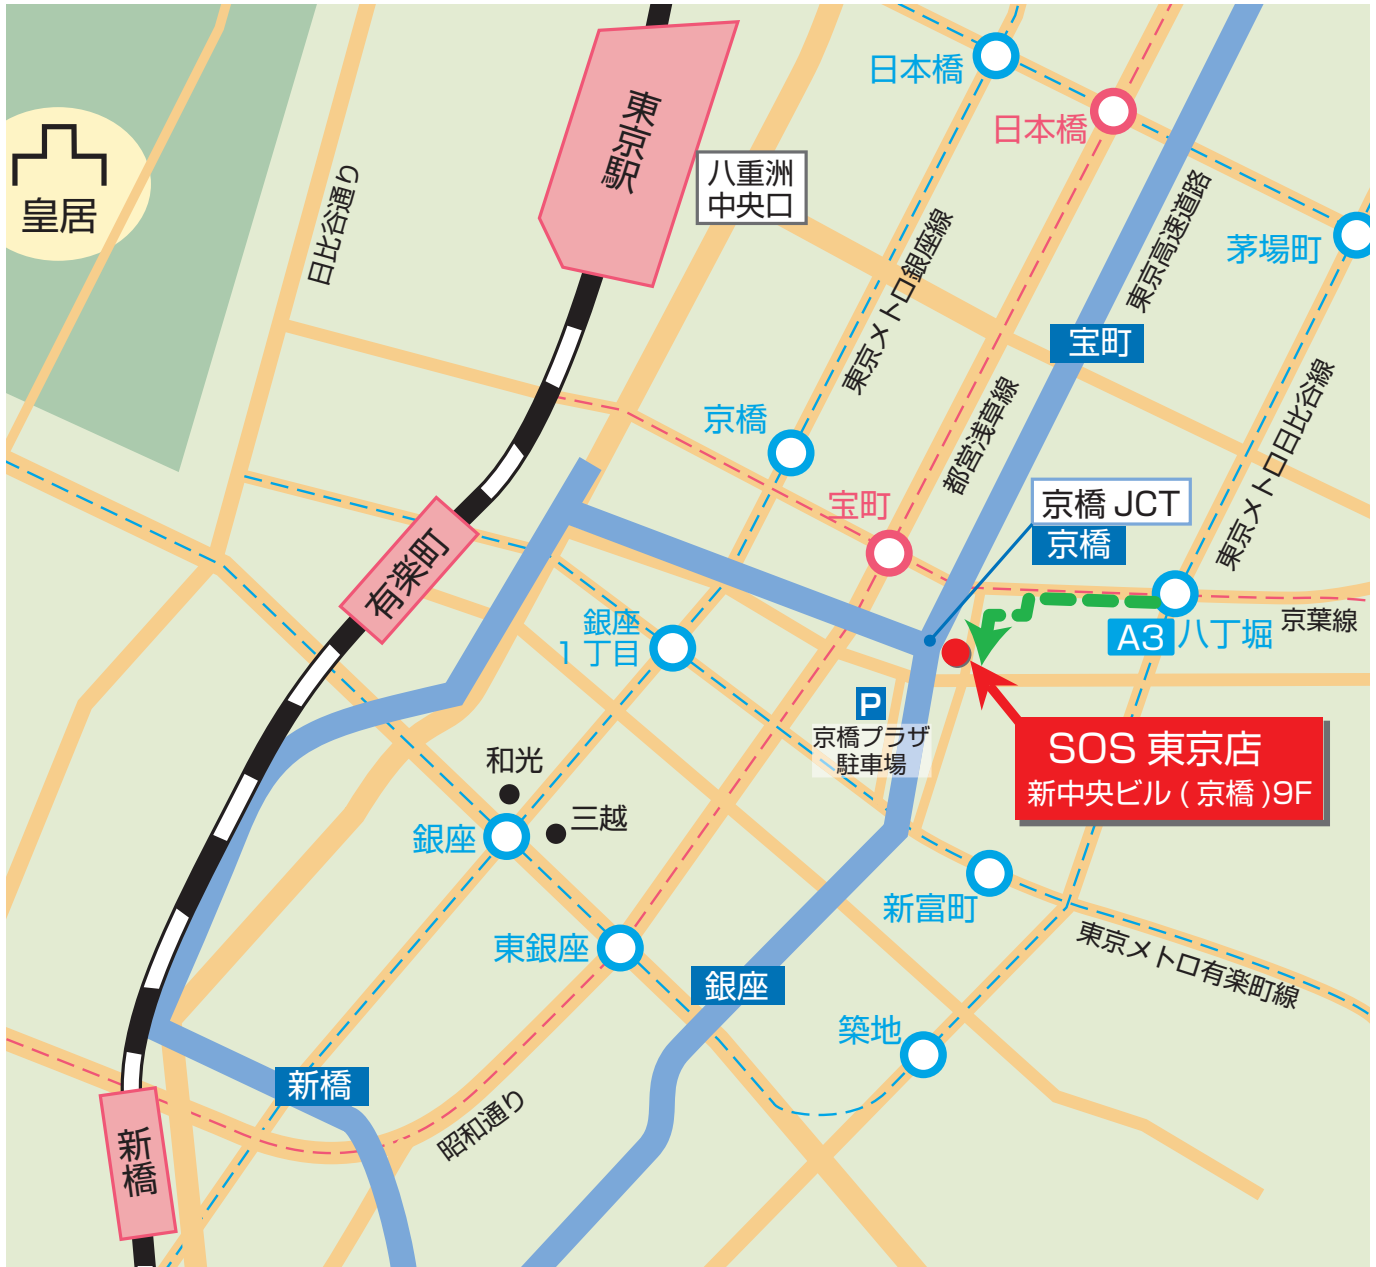 日本橋
日本橋
東京駅
皇居
八重洲
中央口
日比谷通り
東京メトロ銀座線
東京高速道路
茅場町
宝町
東京メトロ日比谷線
都営浅草線
京橋
宝町
京橋 JCT
京橋
有楽町
銀座
1 丁目
A3
八丁堀
京葉線
P
京橋プラザ
駐車場
SOS 東京店
新中央ビル ( 京橋 )9F
和光
三越
銀座
新富町
東銀座
東京メトロ有楽町線
銀座
築地
新橋
昭和通り
新橋